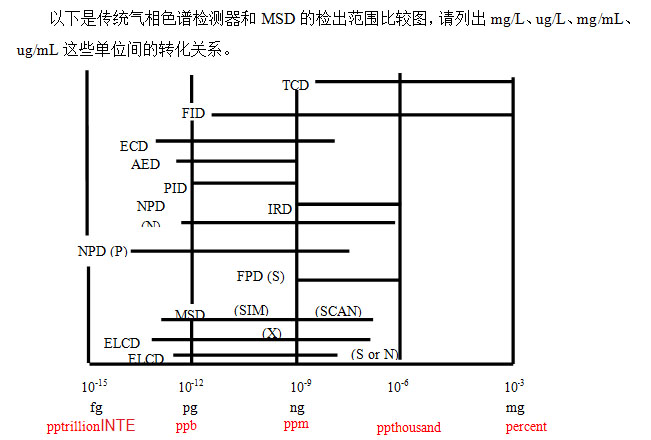 以下是传统气相色谱检测器和 MSD 的检出范围比较图，请列出 mg/L、ug/L、mg/mL、
ug/mL 这些单位间的转化关系。
TCD
FID
ECD
AED
PID
NPD
IRD
(N)
NPD (P)
FPD (S)
MSD (SIM) (SCAN)
(X)
ELCD
ELCD (S or N)
10-15 10-12 10-9 10-6 10-3
fg pg ng mg
pptrillionINTE ppb ppm ppthousand percent